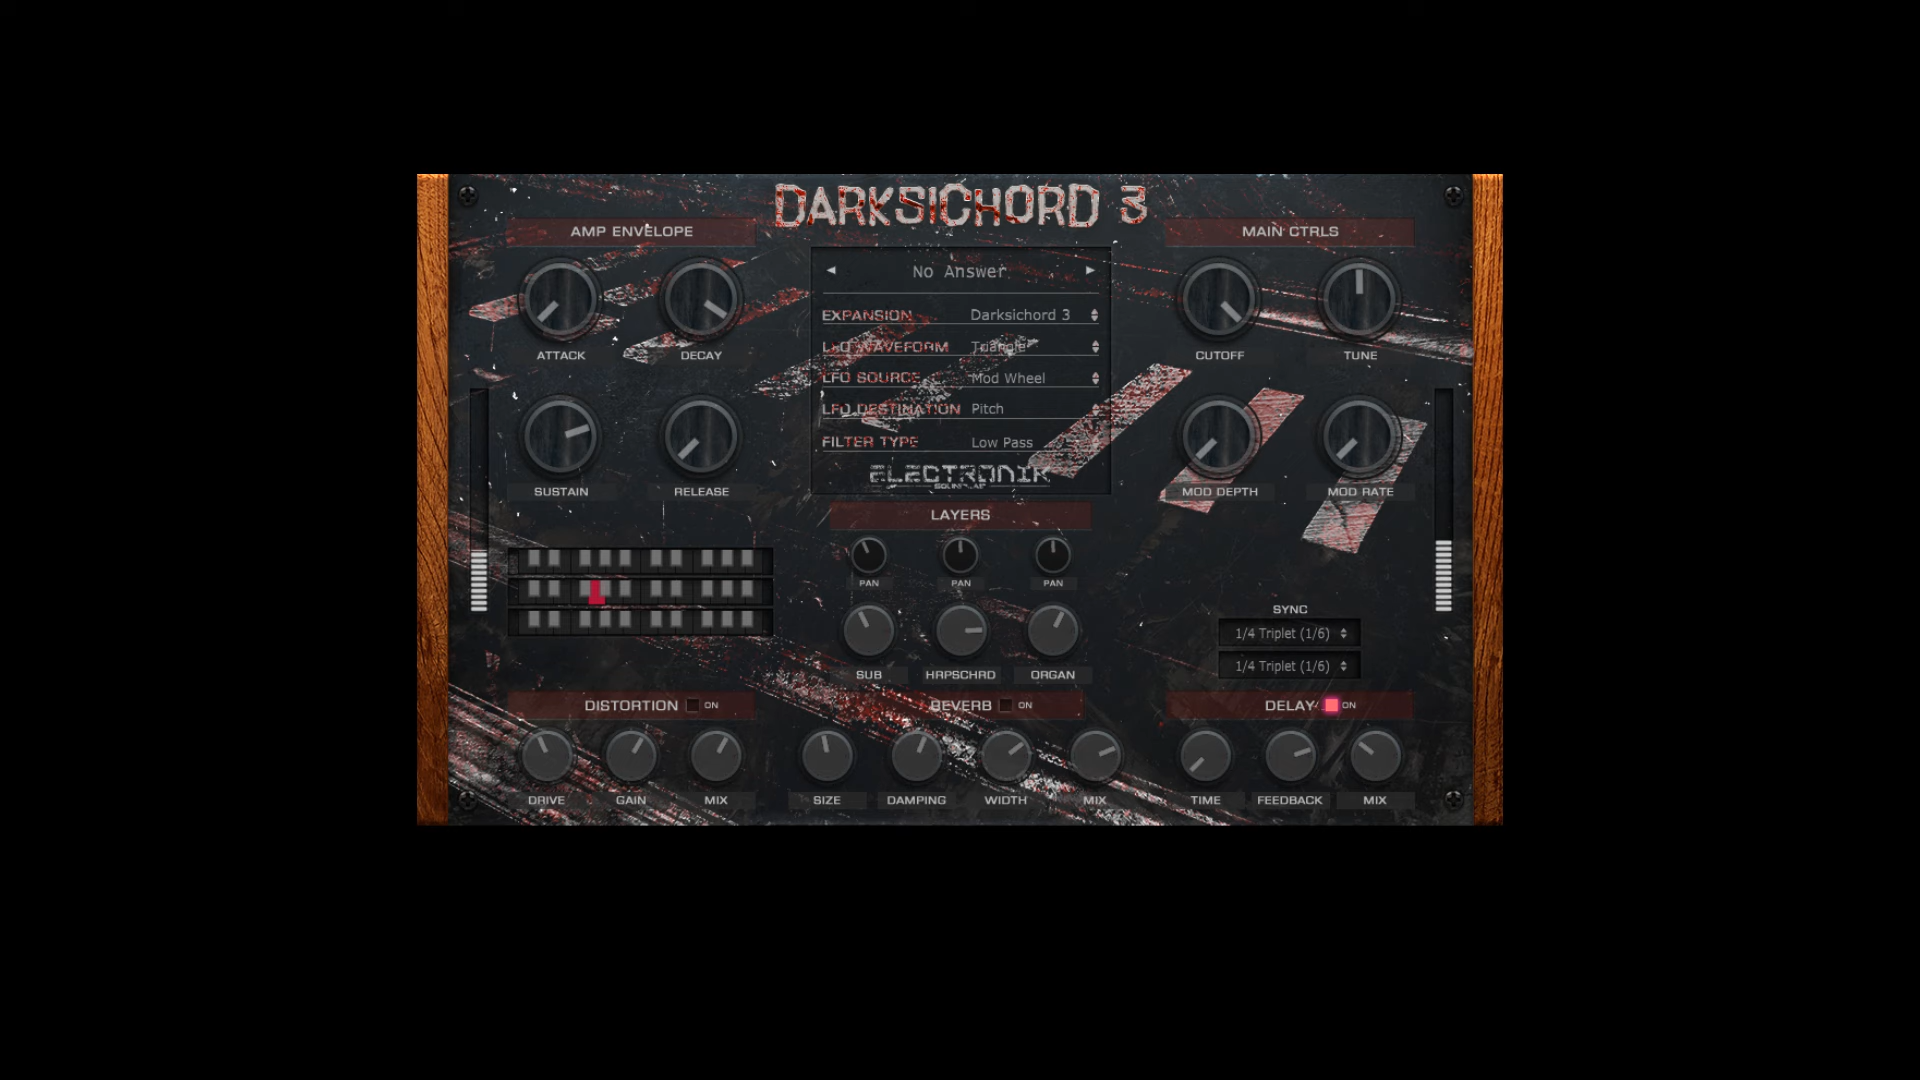 DARKSICHORD 3
AMP ENVELOPE
MAIN CTRLS
No Answer
EXPANSION Darksichord 3
LFO WAVEFORM Triangle
LFO SOURCE Mod Wheel
LFO DESTINATION Pitch
FILTER TYPE Low Pass
ELECTRONIK
ATTACK DECAY
CUTOFF TUNE
SUSTAIN RELEASE
MOD DEPTH MOD RATE
LAYERS
PAN PAN PAN
SUB HRPSCHRD ORGAN
SYNC
1/4 Triplet (1/6)
1/4 Triplet (1/6)
DISTORTION ON
REVERB ON
DELAY ON
DRIVE GAIN MIX
SIZE DAMPING WIDTH MIX
TIME FEEDBACK MIX